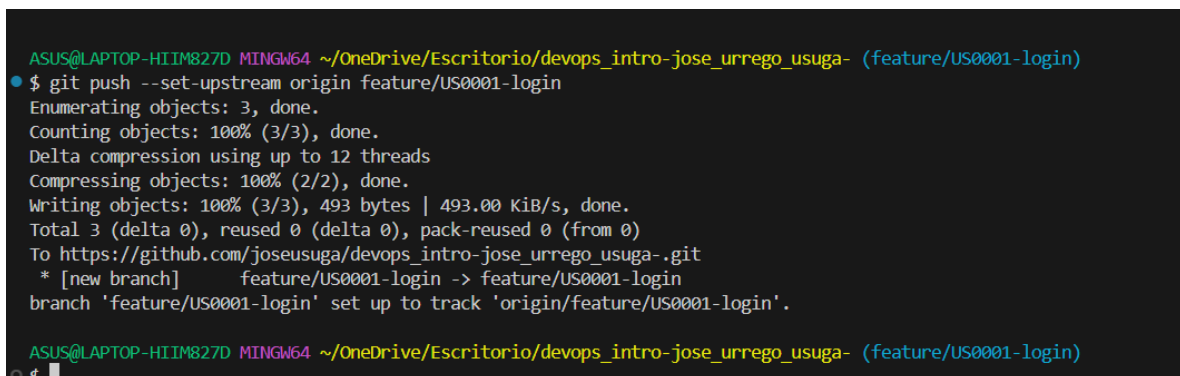 ASUS@LAPTOP-HIIM827D MINGW64 ~/OneDrive/Escritorio/devops_intro-jose_urrego_usuga- (feature/US0001-login)
$ git push --set-upstream origin feature/US0001-login
Enumerating objects: 3, done.
Counting objects: 100% (3/3), done.
Delta compression using up to 12 threads
Compressing objects: 100% (2/2), done.
Writing objects: 100% (3/3), 493 bytes | 493.00 KiB/s, done.
Total 3 (delta 0), reused 0 (delta 0), pack-reused 0 (from 0)
To https://github.com/joseusuga/devops_intro-jose_urrego_usuga-.git
 * [new branch]      feature/US0001-login -> feature/US0001-login
branch 'feature/US0001-login' set up to track 'origin/feature/US0001-login'.
ASUS@LAPTOP-HIIM827D MINGW64 ~/OneDrive/Escritorio/devops_intro-jose_urrego_usuga- (feature/US0001-login)
$